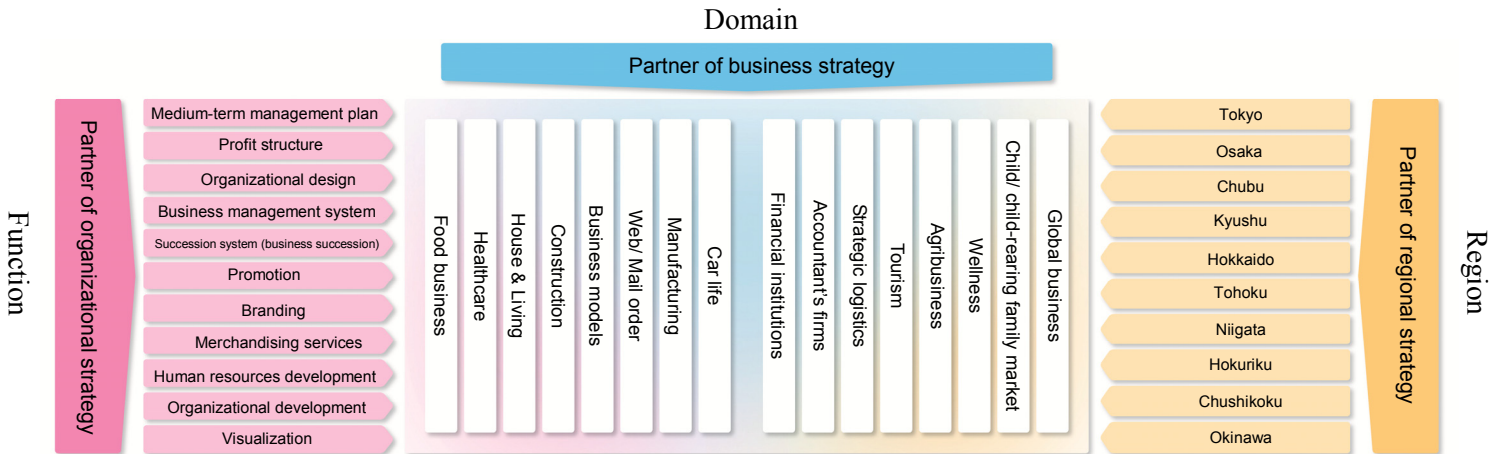 Domain
Partner of business strategy
Function
Partner of organizational strategy
Medium-term management plan
Profit structure
Organizational design
Business management system
Succession system (business succession)
Promotion
Branding
Merchandising services
Human resources development
Organizational development
Visualization
Food business
Healthcare
House & Living
Construction
Business models
Web/ Mail order
Manufacturing
Car life
Financial institutions
Accountant's firms
Strategic logistics
Tourism
Agribusiness
Wellness
Child/ child-rearing family market
Global business
Tokyo
Osaka
Chubu
Kyushu
Hokkaido
Tohoku
Niigata
Hokuriku
Chushikoku
Okinawa
Partner of regional strategy
Region